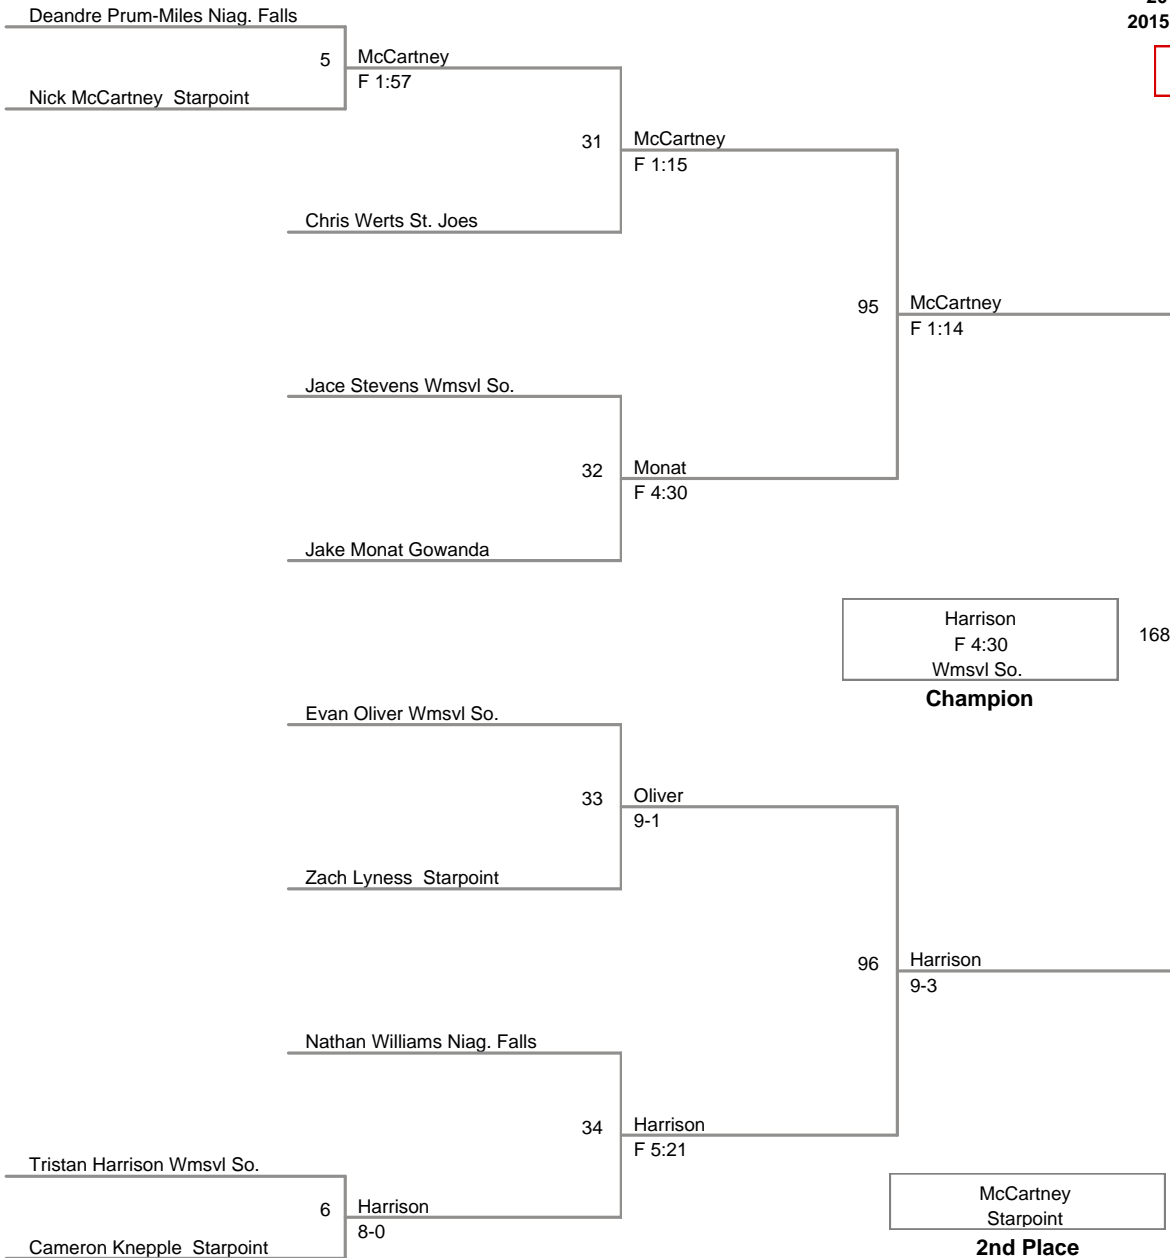 Deandre Prum-Miles Niag. Falls
2015
5 McCartney
F 1:57
Nick McCartney Starpoint
31 McCartney
F 1:15
Chris Werts St. Joes
95 McCartney
F 1:14
Jace Stevens Wmsvl So.
32 Monat
F 4:30
Jake Monat Gowanda
Harrison
F 4:30
Wmsvl So.
168
Champion
Evan Oliver Wmsvl So.
33 Oliver
9-1
Zach Lyness Starpoint
96 Harrison
9-3
Nathan Williams Niag. Falls
34 Harrison
F 5:21
Tristan Harrison Wmsvl So.
6 Harrison
8-0
Cameron Knepple Starpoint
McCartney
Starpoint
2nd Place